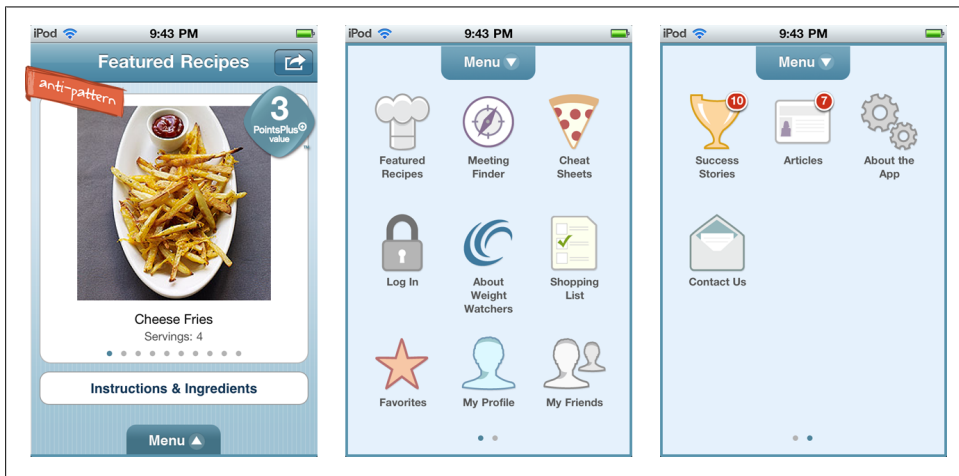 iPod 9:43 PM
Featured Recipes
anti-pattern
3
PointsPlus
value
TM
Cheese Fries
Servings: 4
Instructions & Ingredients
Menu
iPod 9:43 PM
Menu
Featured
Recipes
Meeting
Finder
Cheat
Sheets
Log In
About
Weight
Watchers
Shopping
List
Favorites
My Profile
My Friends
iPod 9:43 PM
Menu
10
Success
Stories
7
Articles
About the
App
Contact Us